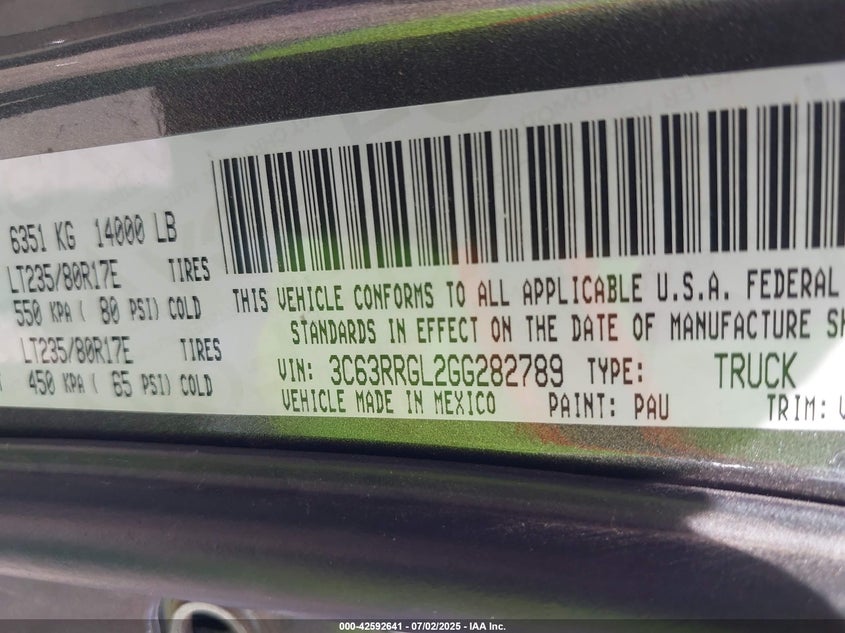 6351 KG 14000 LB
LT235/80R17E TIRES
550 KPA ( 80 PSI) COLD
LT235/80R17E TIRES
450 KPA ( 65 PSI) COLD
THIS VEHICLE CONFORMS TO ALL APPLICABLE U.S.A. FEDERAL
STANDARDS IN EFFECT ON THE DATE OF MANUFACTURE
VIN: 3C63RRGL2GG282789 TYPE: TRUCK
VEHICLE MADE IN MEXICO PAINT: PAU TRIM:
000-42592641 - 07/02/2025 - IAA Inc.